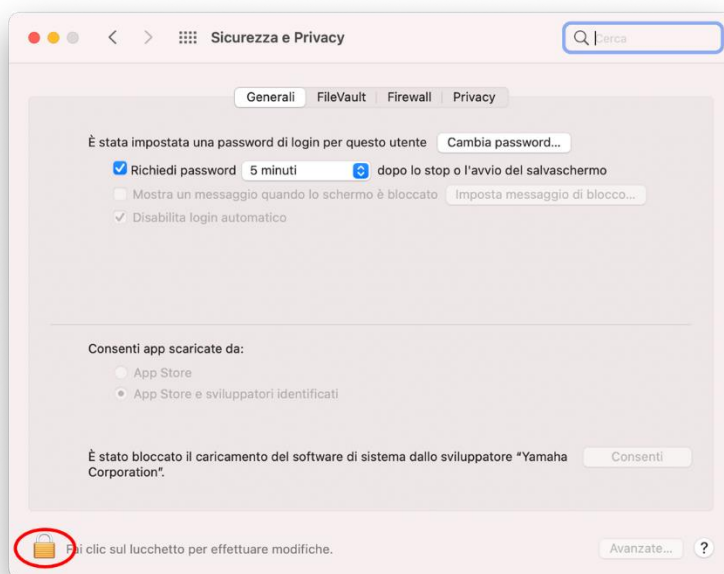 Sicurezza e Privacy
Cerca
Generali FileVault Firewall Privacy
È stata impostata una password di login per questo utente Cambia password...
Richiedi password 5 minuti dopo lo stop o l'avvio del salvaschermo
Mostra un messaggio quando lo schermo è bloccato Imposta messaggio di blocco...
Disabilita login automatico
Consenti app scaricate da:
App Store
App Store e sviluppatori identificati
È stato bloccato il caricamento del software di sistema dallo sviluppatore “Yamaha Consenti
Corporation”.
Fai clic sul lucchetto per effettuare modifiche. Avanzate... ?